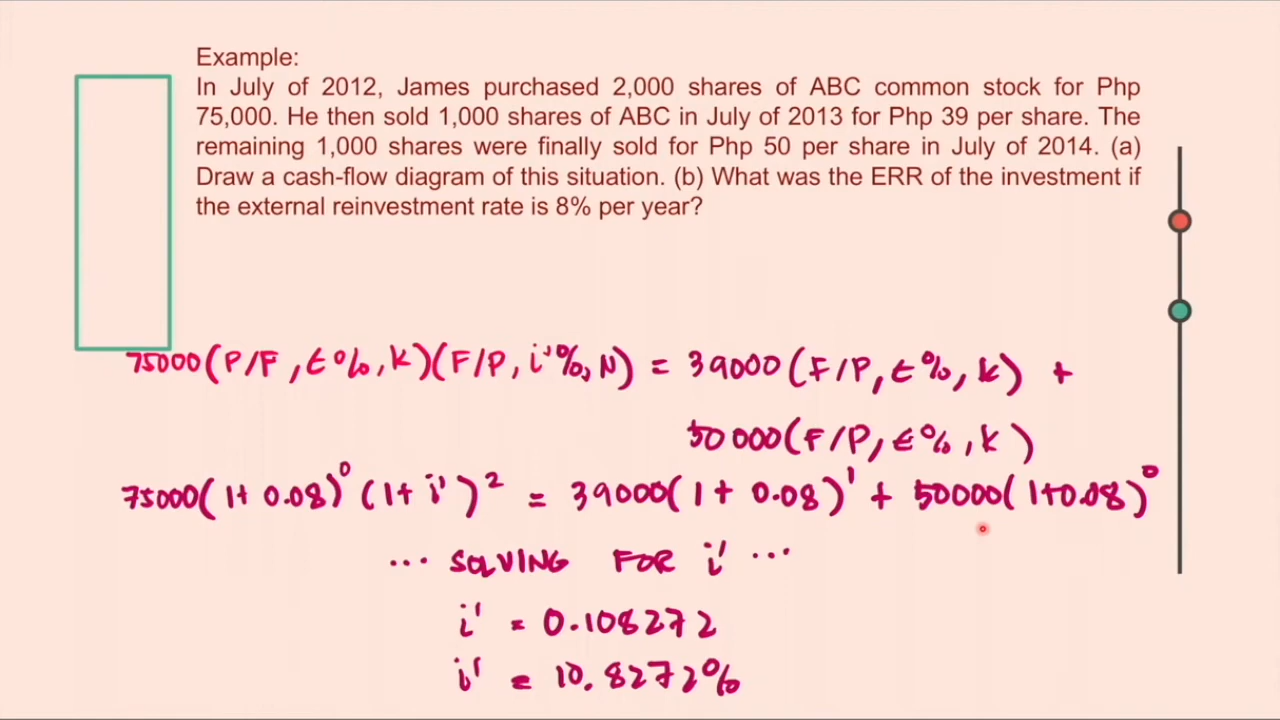 Example:
In July of 2012, James purchased 2,000 shares of ABC common stock for Php
75,000. He then sold 1,000 shares of ABC in July of 2013 for Php 39 per share. The
remaining 1,000 shares were finally sold for Php 50 per share in July of 2014. (a)
Draw a cash-flow diagram of this situation. (b) What was the ERR of the investment if
the external reinvestment rate is 8% per year?
75000(P/F, ε%, k)(F/P, i'%, N) = 39000(F/P, ε%, k) +
50000(F/P, ε%, k)
75000(1+0.08)⁰(1+i')² = 39000(1+0.08)¹ + 50000(1+0.08)⁰
... SOLVING FOR i' ...
i' = 0.108272
i' = 10.8272%